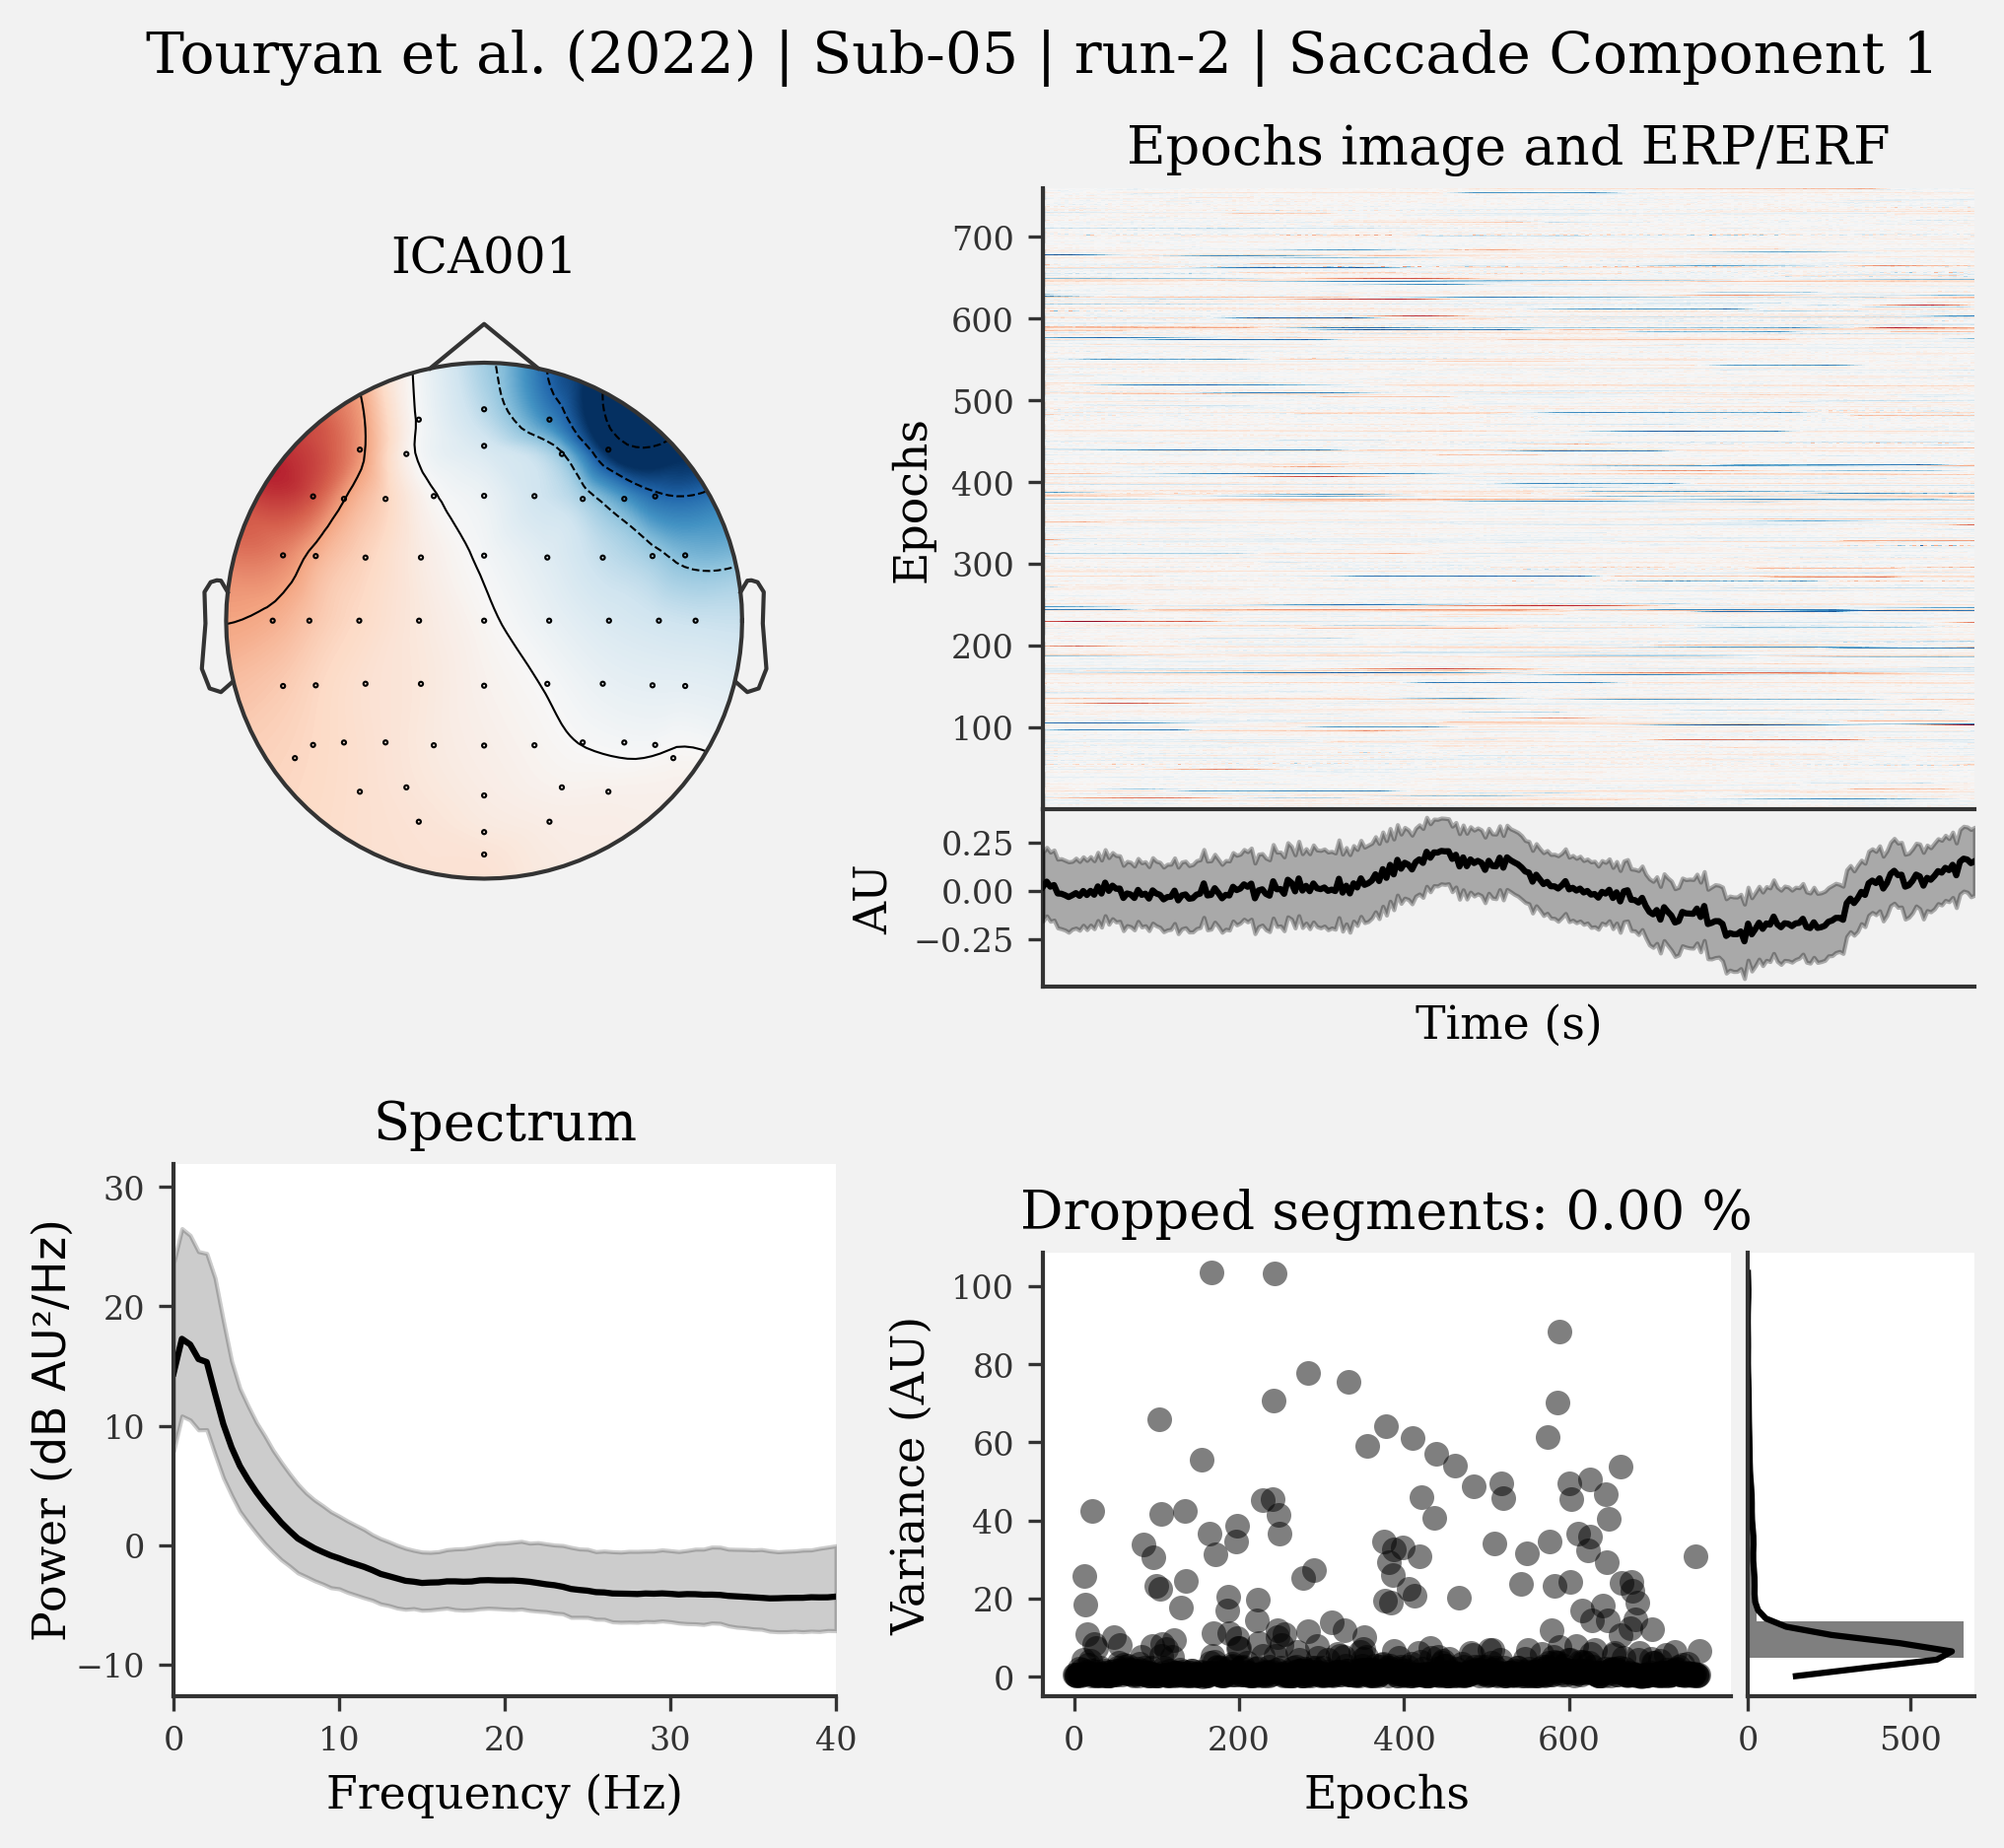 Touryan et al. (2022) | Sub-05 | run-2 | Saccade Component 1
ICA001
Epochs image and ERP/ERF
Epochs
700
600
500
400
300
200
100
AU
0.25
0.00
−0.25
Time (s)
Spectrum
Power (dB AU²/Hz)
30
20
10
0
−10
0 10 20 30 40
Frequency (Hz)
Dropped segments: 0.00 %
Variance (AU)
100
80
60
40
20
0
0 200 400 600
0 500
Epochs